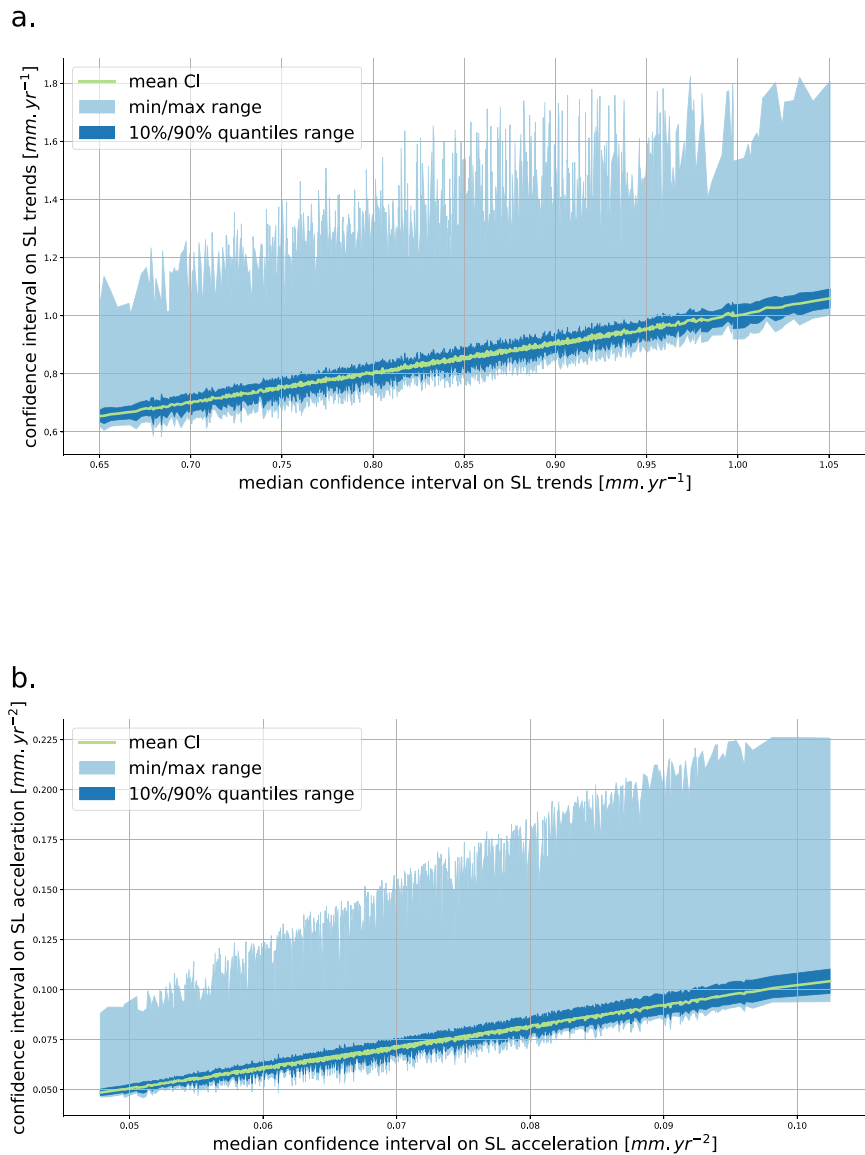 a.
confidence interval on SL trends [mm.yr⁻¹]
mean CI
min/max range
10%/90% quantiles range
1.8
1.6
1.4
1.2
1.0
0.8
0.6
0.65 0.70 0.75 0.80 0.85 0.90 0.95 1.00 1.05
median confidence interval on SL trends [mm.yr⁻¹]
b.
confidence interval on SL acceleration [mm.yr⁻²]
mean CI
min/max range
10%/90% quantiles range
0.225
0.200
0.175
0.150
0.125
0.100
0.075
0.050
0.05 0.06 0.07 0.08 0.09 0.10
median confidence interval on SL acceleration [mm.yr⁻²]